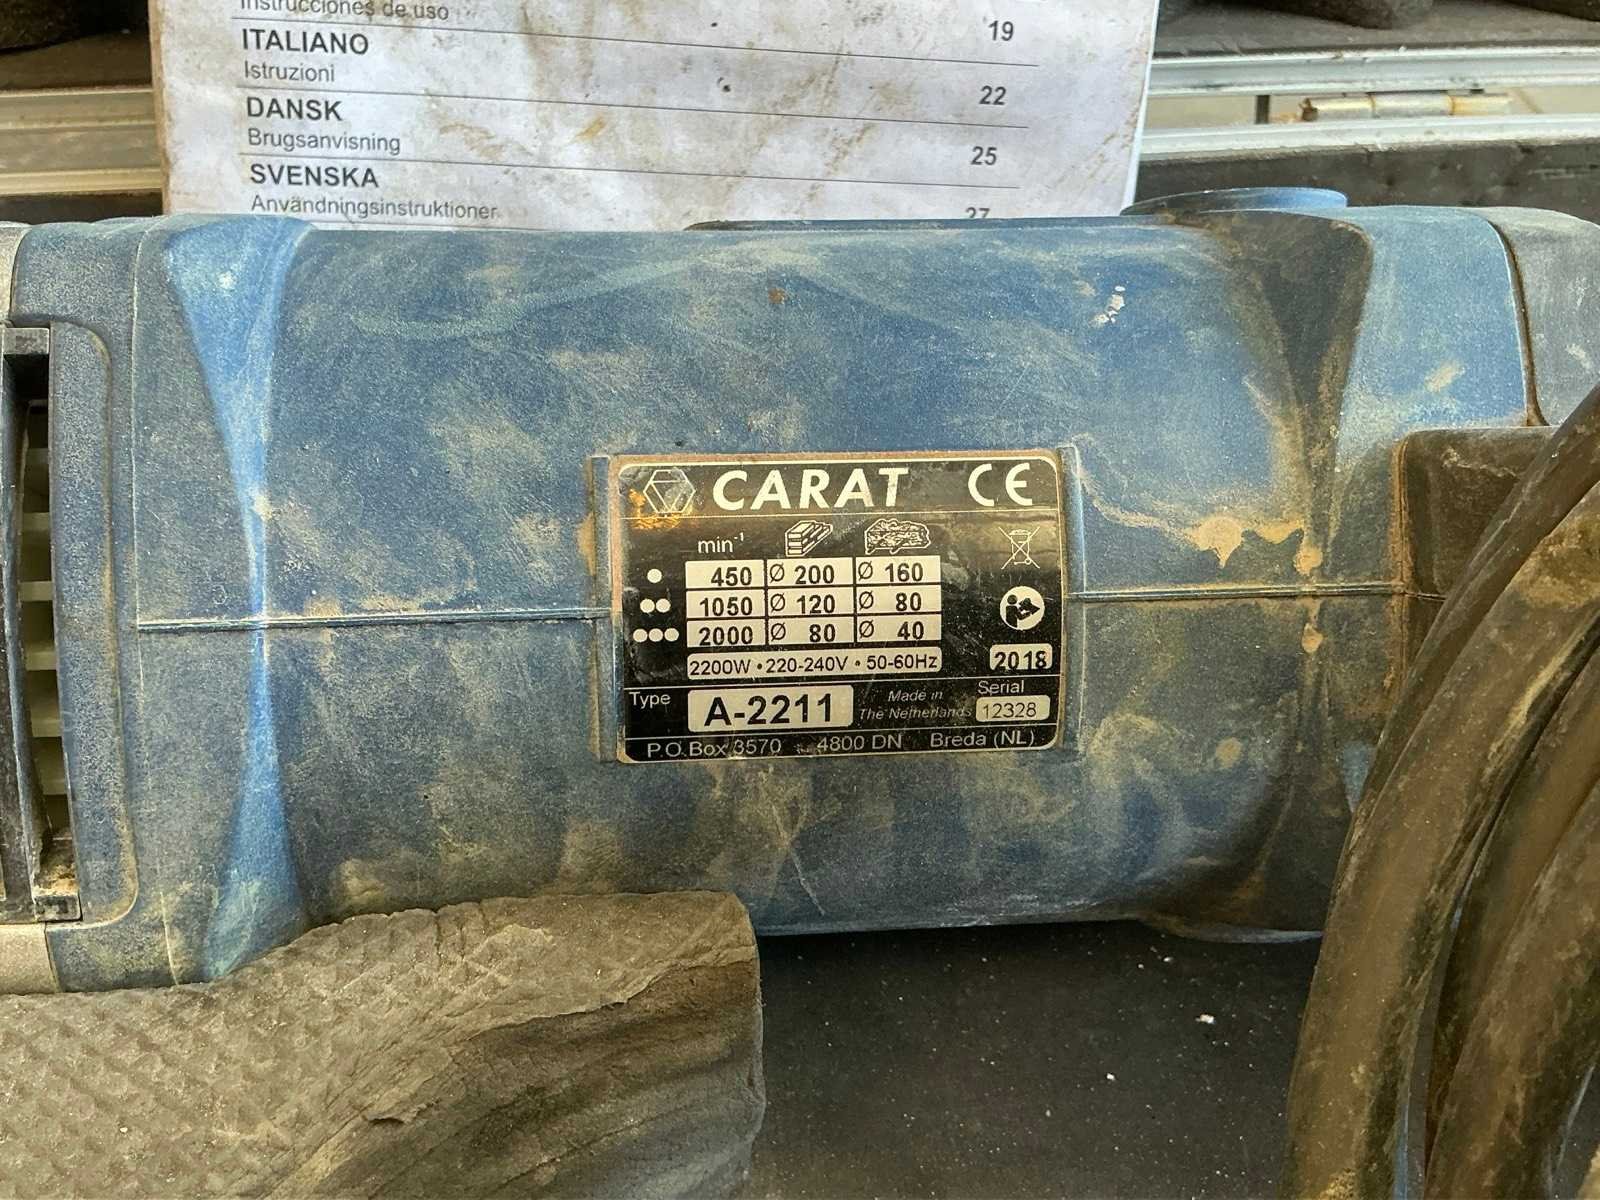 Instrucciones de uso
19
ITALIANO
Istruzioni
22
DANSK
Brugsanvisning
25
SVENSKA
Användningsinstruktioner
27
CARAT CE
min-¹
450 Ø 200 Ø 160
1050 Ø 120 Ø 80
2000 Ø 80 Ø 40
2200W • 220-240V • 50-60Hz 2018
Type A-2211 Made in The Netherlands Serial 12328
P.O.Box 3570 4800 DN Breda (NL)